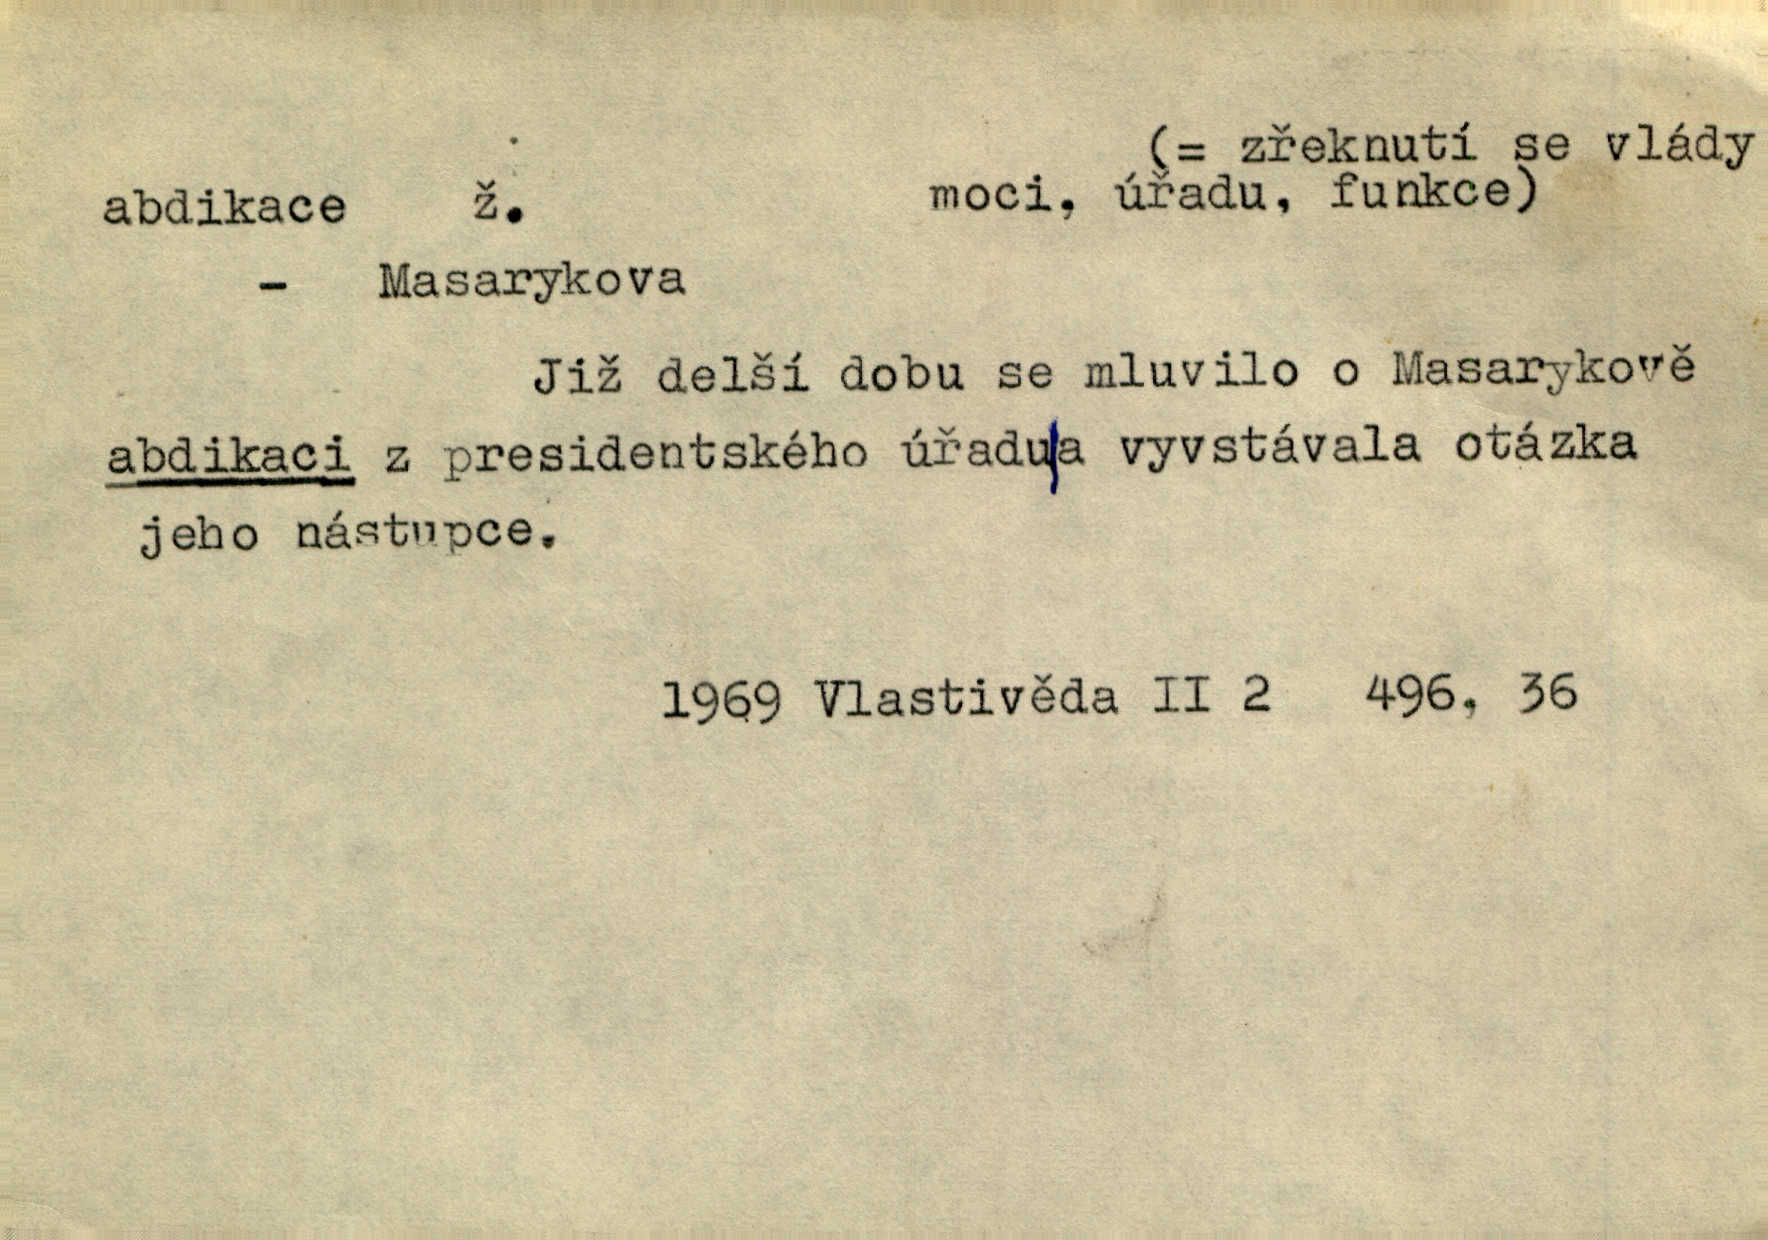 (= zřeknutí se vlády
abdikace ž. moci, úřadu, funkce)
- Masarykova
Již delší dobu se mluvilo o Masarykově
abdikaci z presidentského úřadu|a vyvstávala otázka
jeho nástupce.
1969 Vlastivěda II 2 496, 36